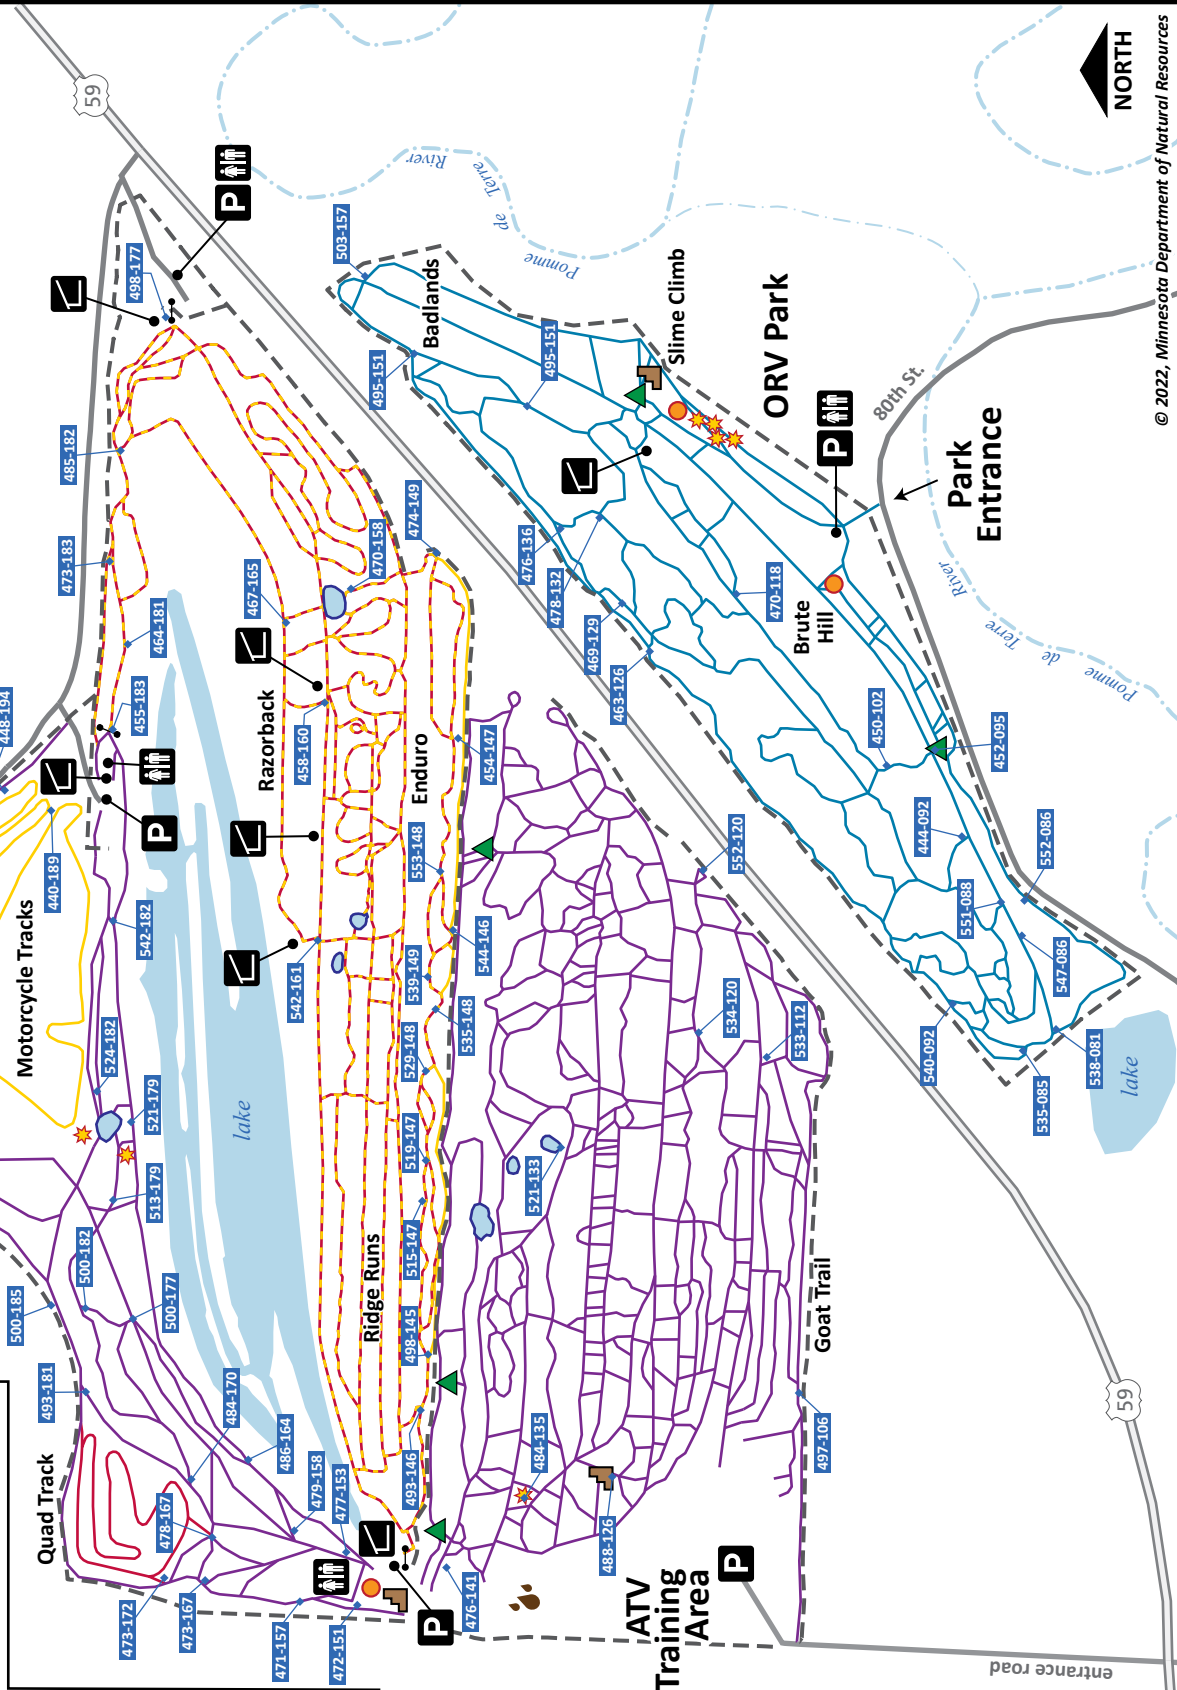 59
NORTH
© 2022, Minnesota Department of Natural Resources
P
498-177
503-157
River
de Terre
Pomme
Badlands
Slime Climb
495-151
495-151
ORV Park
P
80th St.
Park
Entrance
485-182
473-183
464-181
455-183
448-194
467-165
470-158
474-149
476-136
478-132
469-129
463-126
470-118
Brute
Hill
River
de Terre
Pomme
450-102
452-095
Razorback
458-160
Enduro
454-147
P
440-189
Motorcycle Tracks
542-182
553-148
552-120
444-092
552-086
551-088
547-086
542-161
539-149
544-146
535-148
529-148
534-120
533-112
540-092
535-085
538-081
lake
524-182
521-179
lake
513-179
519-147
515-147
521-133
500-182
500-177
500-185
Ridge Runs
498-145
Goat Trail
493-181
484-170
486-164
493-146
484-135
497-106
59
Quad Track
478-167
479-158
477-153
473-172
473-167
471-157
472-151
P
476-141
488-126
ATV
Training
Area
P
entrance road